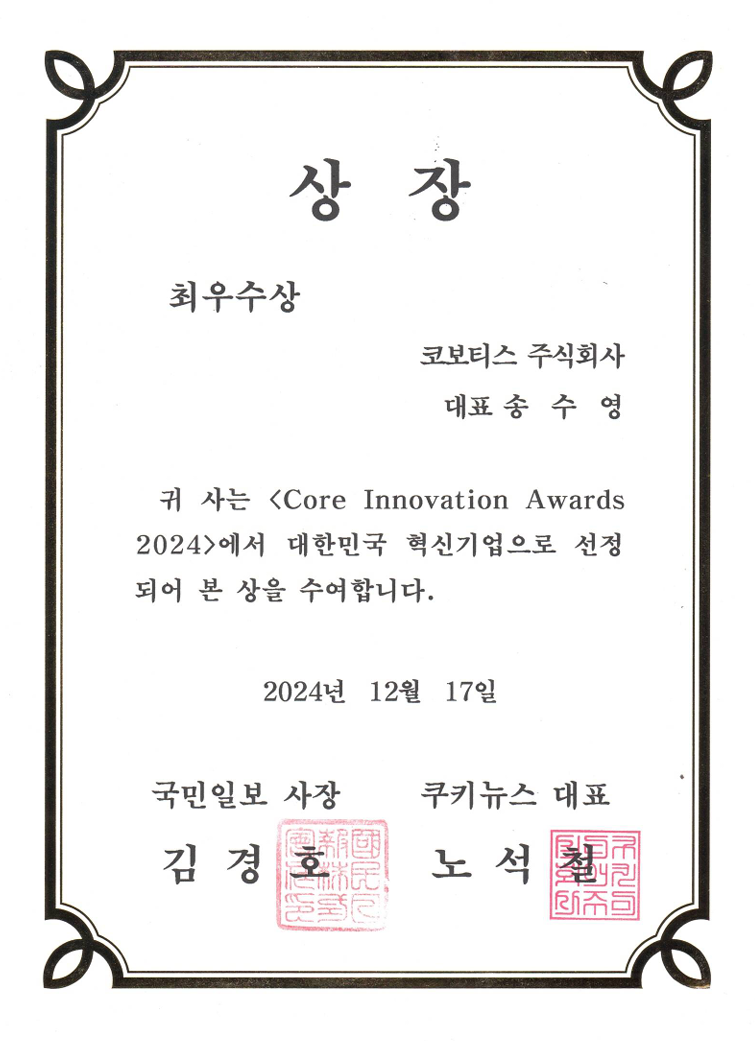 상 장
최우수상
코보티스 주식회사
대표 송 수 영
귀 사는 <Core Innovation Awards
2024>에서 대한민국 혁신기업으로 선정
되어 본 상을 수여합니다.
2024년 12월 17일
국민일보 사장 쿠키뉴스 대표
김 경 호 노 석 철